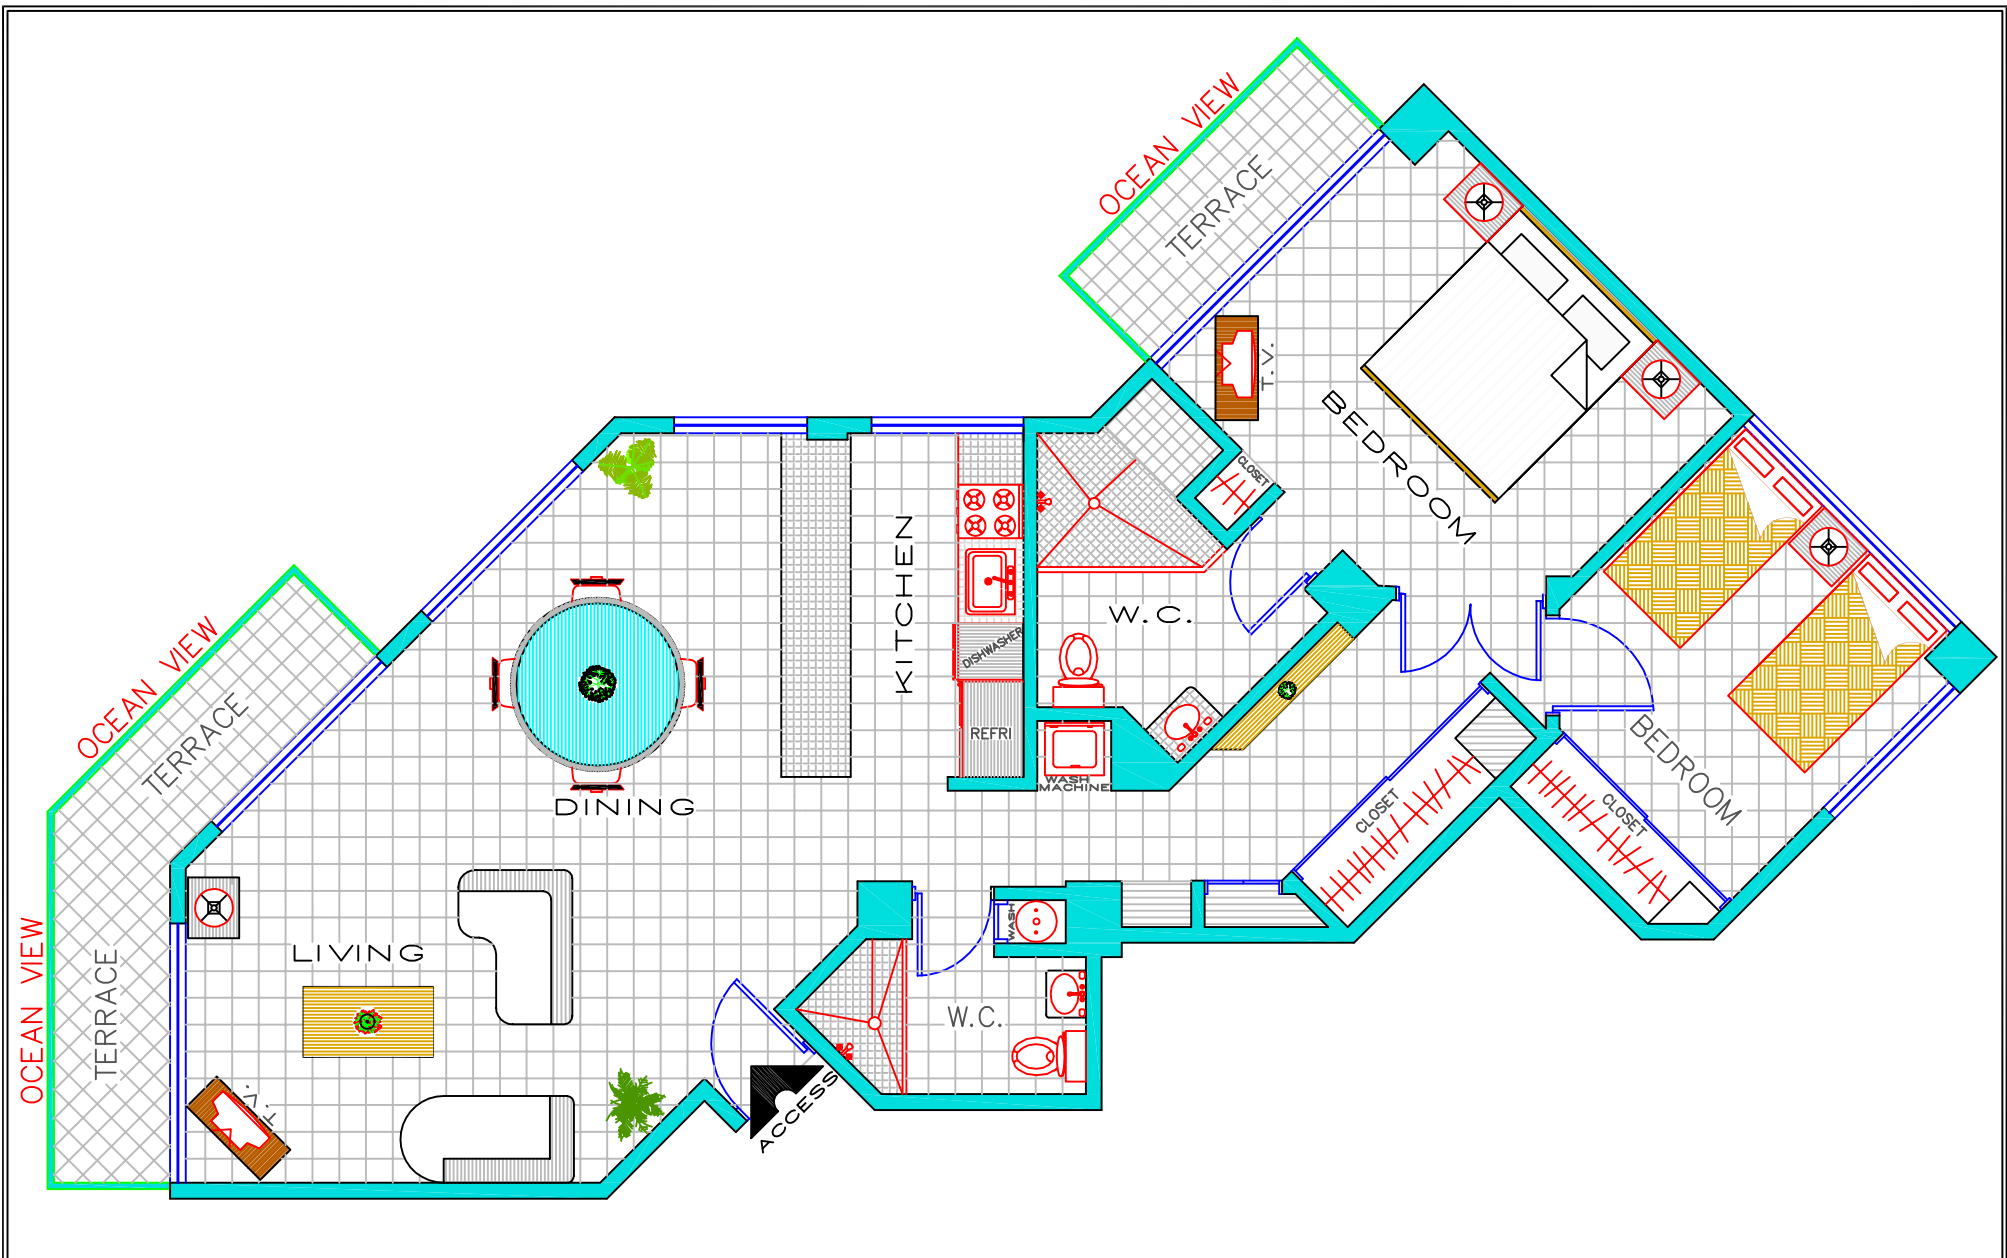 OCEAN VIEW
TERRACE
T.V.
BEDROOM
CLOSET
KITCHEN
W.C.
DISHWASHER
REFRI
WASH
MACHINE
DINING
OCEAN VIEW
TERRACE
BEDROOM
CLOSET
CLOSET
OCEAN VIEW
TERRACE
LIVING
T.V.
WASH
W.C.
ACCESS